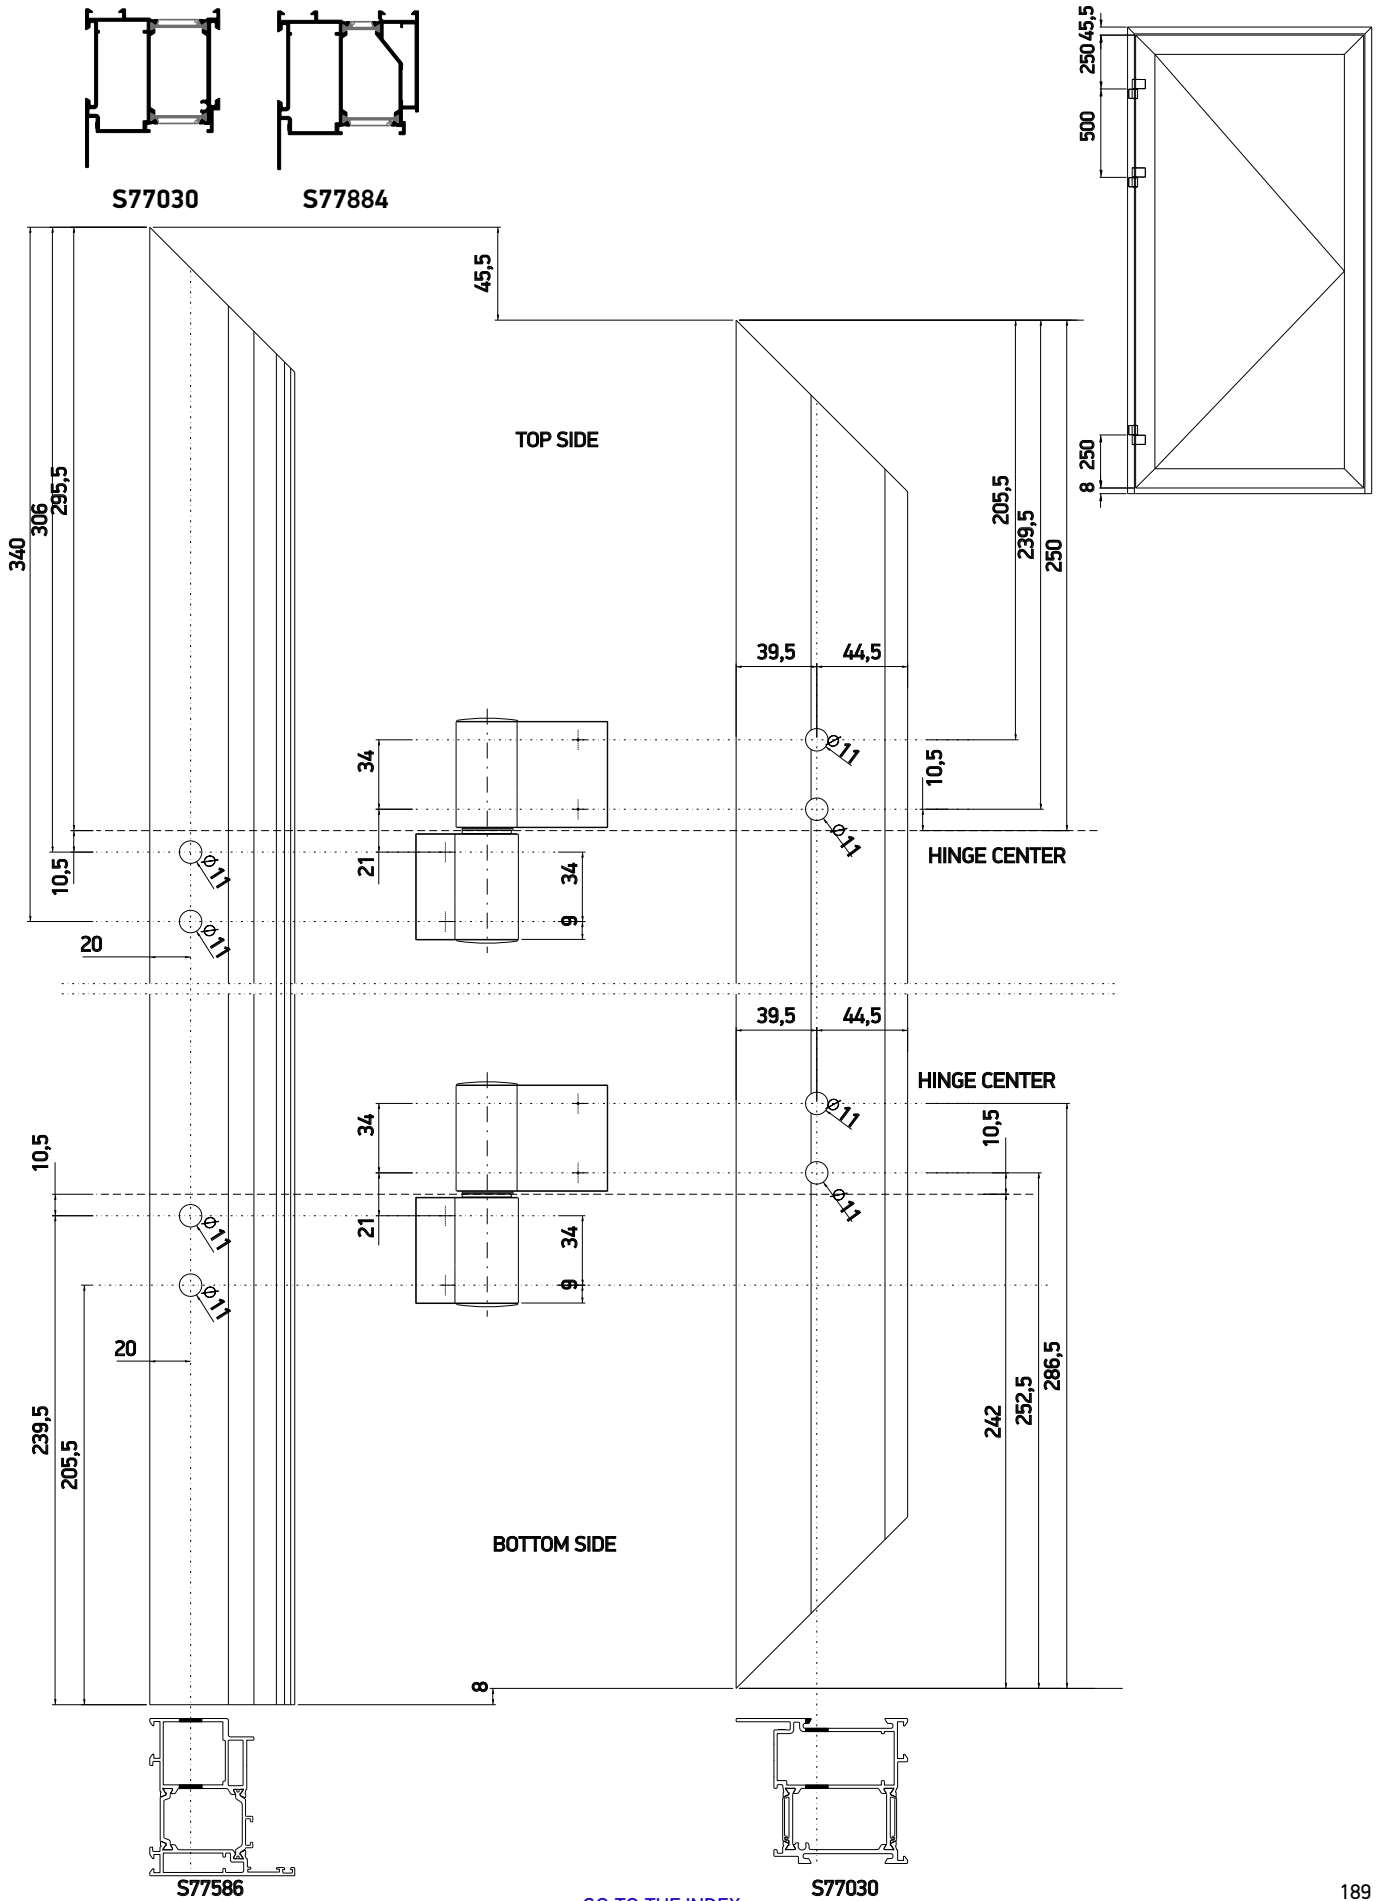 S77030
S77884
45,5
250
500
250
8
45,5
TOP SIDE
295,5
306
340
205,5
239,5
250
39,5
44,5
34
Ø11
10,5
Ø11
21
34
HINGE CENTER
10,5
Ø11
9
Ø11
20
39,5
44,5
HINGE CENTER
10,5
34
Ø11
10,5
Ø11
21
34
Ø11
9
Ø11
20
286,5
252,5
242
239,5
205,5
BOTTOM SIDE
8
S77586
S77030
GO TO THE INDEX
189